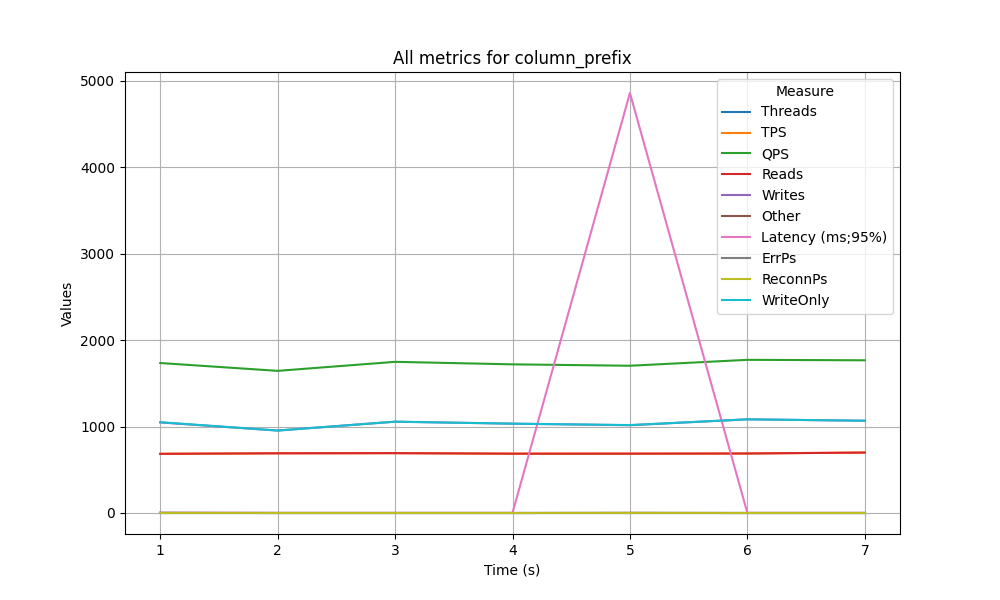 All metrics for column_prefix
5000
4000
3000
2000
1000
0
Values
Measure
Threads
TPS
QPS
Reads
Writes
Other
Latency (ms;95%)
ErrPs
ReconnPs
WriteOnly
1 2 3 4 5 6 7
Time (s)